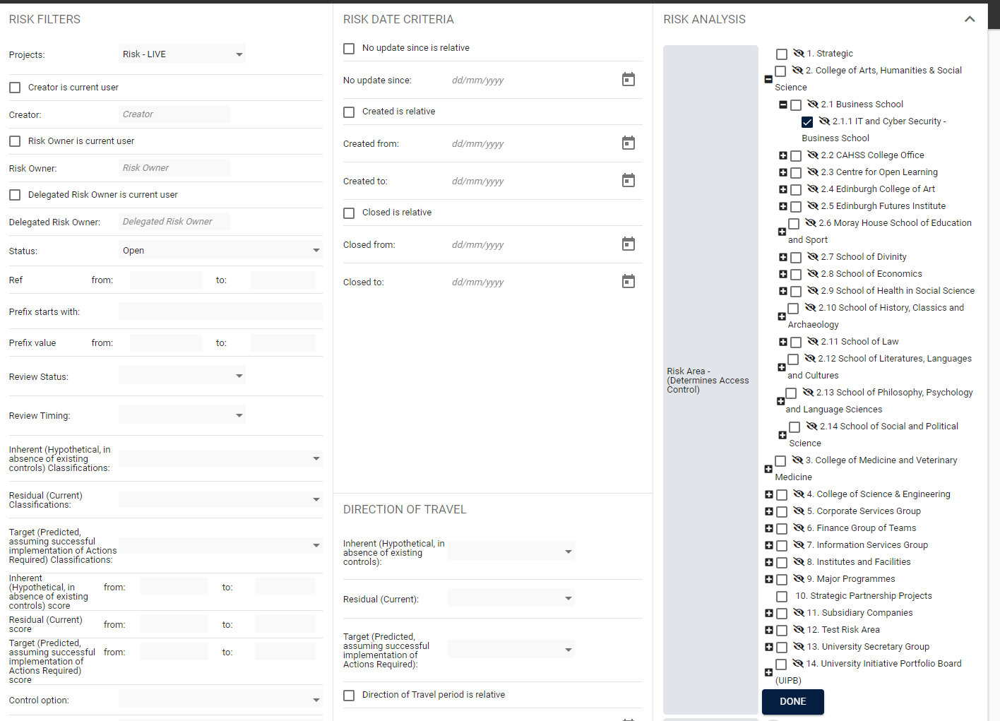 RISK FILTERS
Projects: Risk - LIVE
Creator is current user
Creator: Creator
Risk Owner is current user
Risk Owner: Risk Owner
Delegated Risk Owner is current user
Delegated Risk Owner: Delegated Risk Owner
Status: Open
Ref from: to:
Prefix starts with:
Prefix value from: to:
Review Status:
Review Timing:
Inherent (Hypothetical, in
absence of existing
controls) Classifications:
Residual (Current)
Classifications:
Target (Predicted,
assuming successful
implementation of Actions
Required) Classifications:
Inherent
(Hypothetical, in
absence of existing
controls) score
from: to:
Residual (Current)
score
from: to:
Target (Predicted,
assuming successful
implementation of
Actions Required)
score
from: to:
Control option:
RISK DATE CRITERIA
No update since is relative
No update since: dd/mm/yyyy
Created is relative
Created from: dd/mm/yyyy
Created to: dd/mm/yyyy
Closed is relative
Closed from: dd/mm/yyyy
Closed to: dd/mm/yyyy
DIRECTION OF TRAVEL
Inherent (Hypothetical, in
absence of existing
controls):
Residual (Current):
Target (Predicted,
assuming successful
implementation of
Actions Required):
Direction of Travel period is relative
RISK ANALYSIS
Risk Area -
(Determines Access
Control)
1. Strategic
2. College of Arts, Humanities & Social
Science
2.1 Business School
2.1.1 IT and Cyber Security -
Business School
2.2 CAHSS College Office
2.3 Centre for Open Learning
2.4 Edinburgh College of Art
2.5 Edinburgh Futures Institute
2.6 Moray House School of Education
and Sport
2.7 School of Divinity
2.8 School of Economics
2.9 School of Health in Social Science
2.10 School of History, Classics and
Archaeology
2.11 School of Law
2.12 School of Literatures, Languages
and Cultures
2.13 School of Philosophy, Psychology
and Language Sciences
2.14 School of Social and Political
Science
3. College of Medicine and Veterinary
Medicine
4. College of Science & Engineering
5. Corporate Services Group
6. Finance Group of Teams
7. Information Services Group
8. Institutes and Facilities
9. Major Programmes
10. Strategic Partnership Projects
11. Subsidiary Companies
12. Test Risk Area
13. University Secretary Group
14. University Initiative Portfolio Board
(UIPB)
DONE